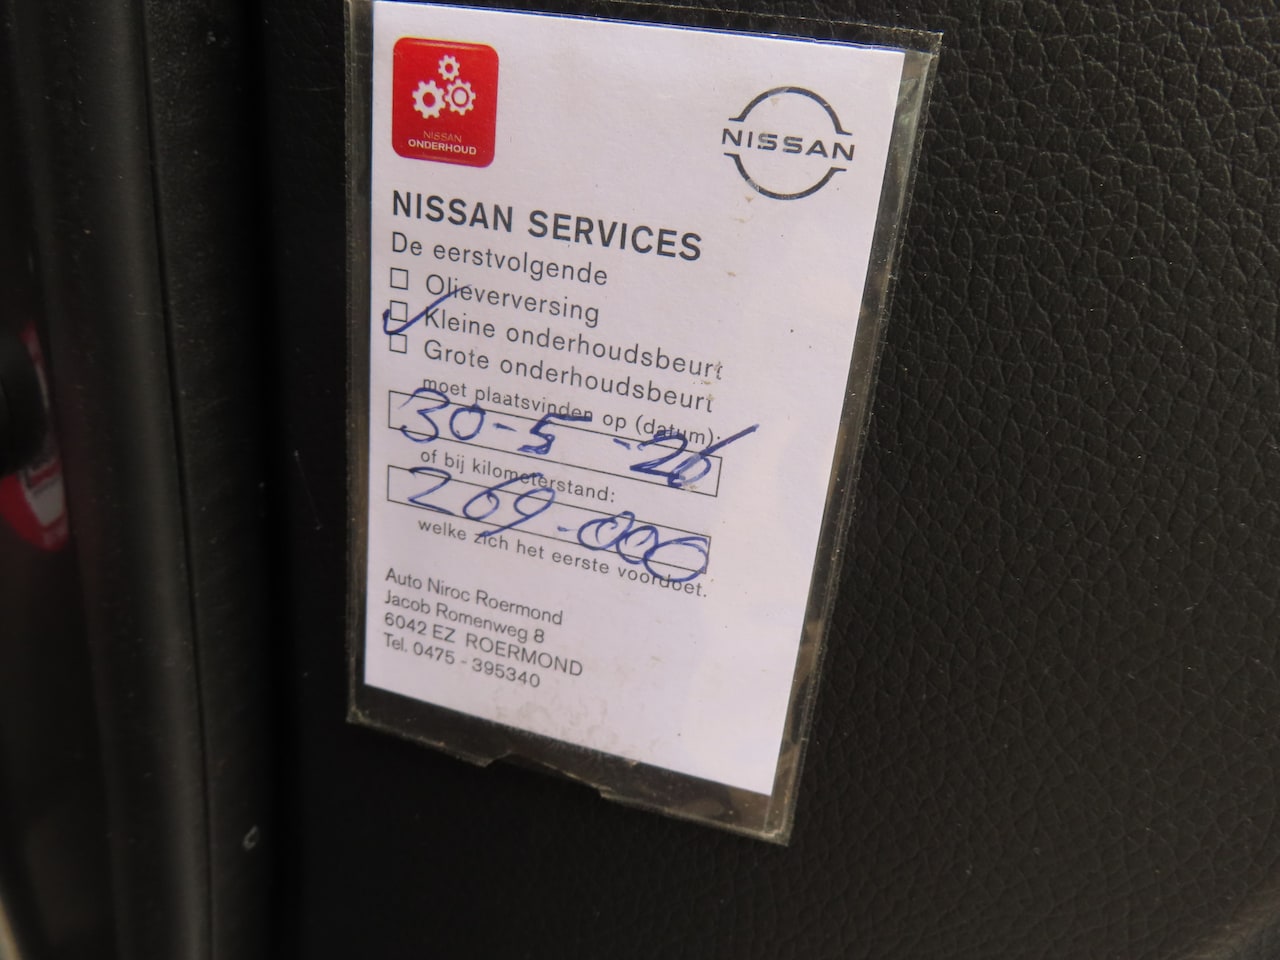 NISSAN
ONDERHOUD
NISSAN
NISSAN SERVICES
De eerstvolgende
☐ Olieverversing
☑ Kleine onderhoudsbeurt
☐ Grote onderhoudsbeurt
moet plaatsvinden op (datum):
30-5-26
of bij kilometerstand:
269.000
welke zich het eerste voordoet.
Auto Niroc Roermond
Jacob Romenweg 8
6042 EZ ROERMOND
Tel. 0475 - 395340